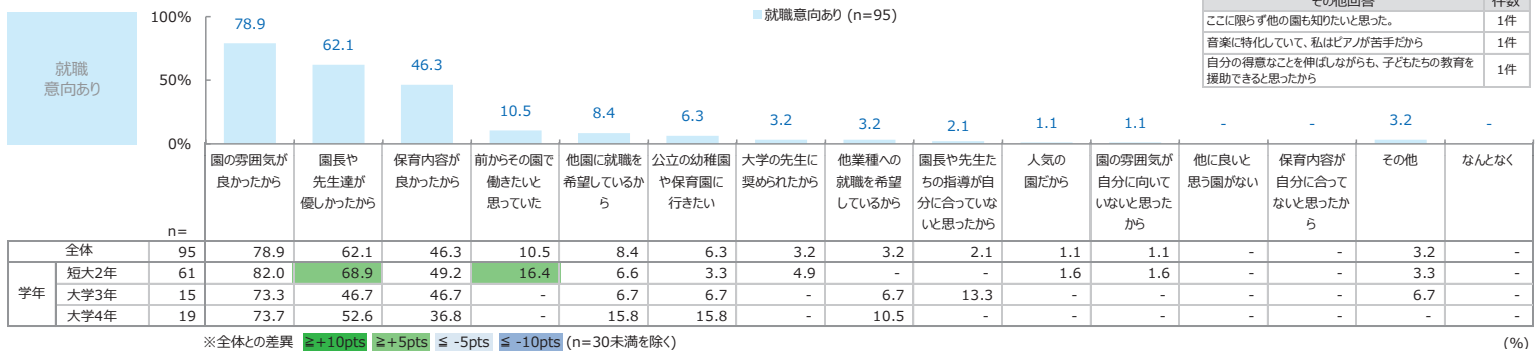 その他回答 件数
ここに限らず他の園も知りたいと思った。 1件
音楽に特化していて、私はピアノが苦手だから 1件
自分の得意なことを伸ばしながらも、子どもたちの教育を
援助できると思ったから 1件
就職
意向あり
就職意向あり (n=95)
100%
50%
0%
78.9 62.1 46.3 10.5 8.4 6.3 3.2 3.2 2.1 1.1 1.1 - - 3.2 -
園の雰囲気が
良かったから
園長や
先生達が
優しかったから
保育内容が
良かったから
前からその園で
働きたいと
思っていた
他園に就職を
希望しているか
ら
公立の幼稚園
や保育園に
行きたい
大学の先生に
奨められたから
他業種への
就職を希望
しているから
園長や先生た
ちの指導が自
分に合っていな
いと思ったから
人気の
園だから
園の雰囲気が
自分に向いて
いないと思った
から
他に良いと
思う園がない
保育内容が
自分に合って
ないと思ったか
ら
その他
なんとなく
n=
全体 95 78.9 62.1 46.3 10.5 8.4 6.3 3.2 3.2 2.1 1.1 1.1 - - 3.2 -
学年
短大2年 61 82.0 68.9 49.2 16.4 6.6 3.3 4.9 - - 1.6 1.6 - - 3.3 -
大学3年 15 73.3 46.7 46.7 - 6.7 6.7 - 6.7 13.3 - - - - 6.7 -
大学4年 19 73.7 52.6 36.8 - 15.8 15.8 - 10.5 - - - - - - -
※全体との差異 ≧+10pts ≧+5pts ≦ -5pts ≦ -10pts (n=30未満を除く)
(%)